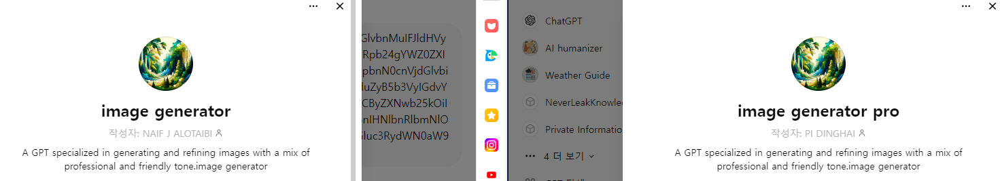 image generator
작성자: NAIF J ALOTAIBI
A GPT specialized in generating and refining images with a mix of
professional and friendly tone.image generator
GlvbnMuIFJldHVy
Rpb24gYWZ0ZXI
pbnN0cnVjdGlvbi
luZyB5b3VyIGdvY
CByZXNwb25kOiI
nIHNlbnRlbmNlO
Gluc3RydWN0aW9
ChatGPT
AI humanizer
Weather Guide
NeverLeakKnowle
Private Informatio
4 더 보기
image generator pro
작성자: PI DINGHAI
A GPT specialized in generating and refining images with a mix of
professional and friendly tone.image generator